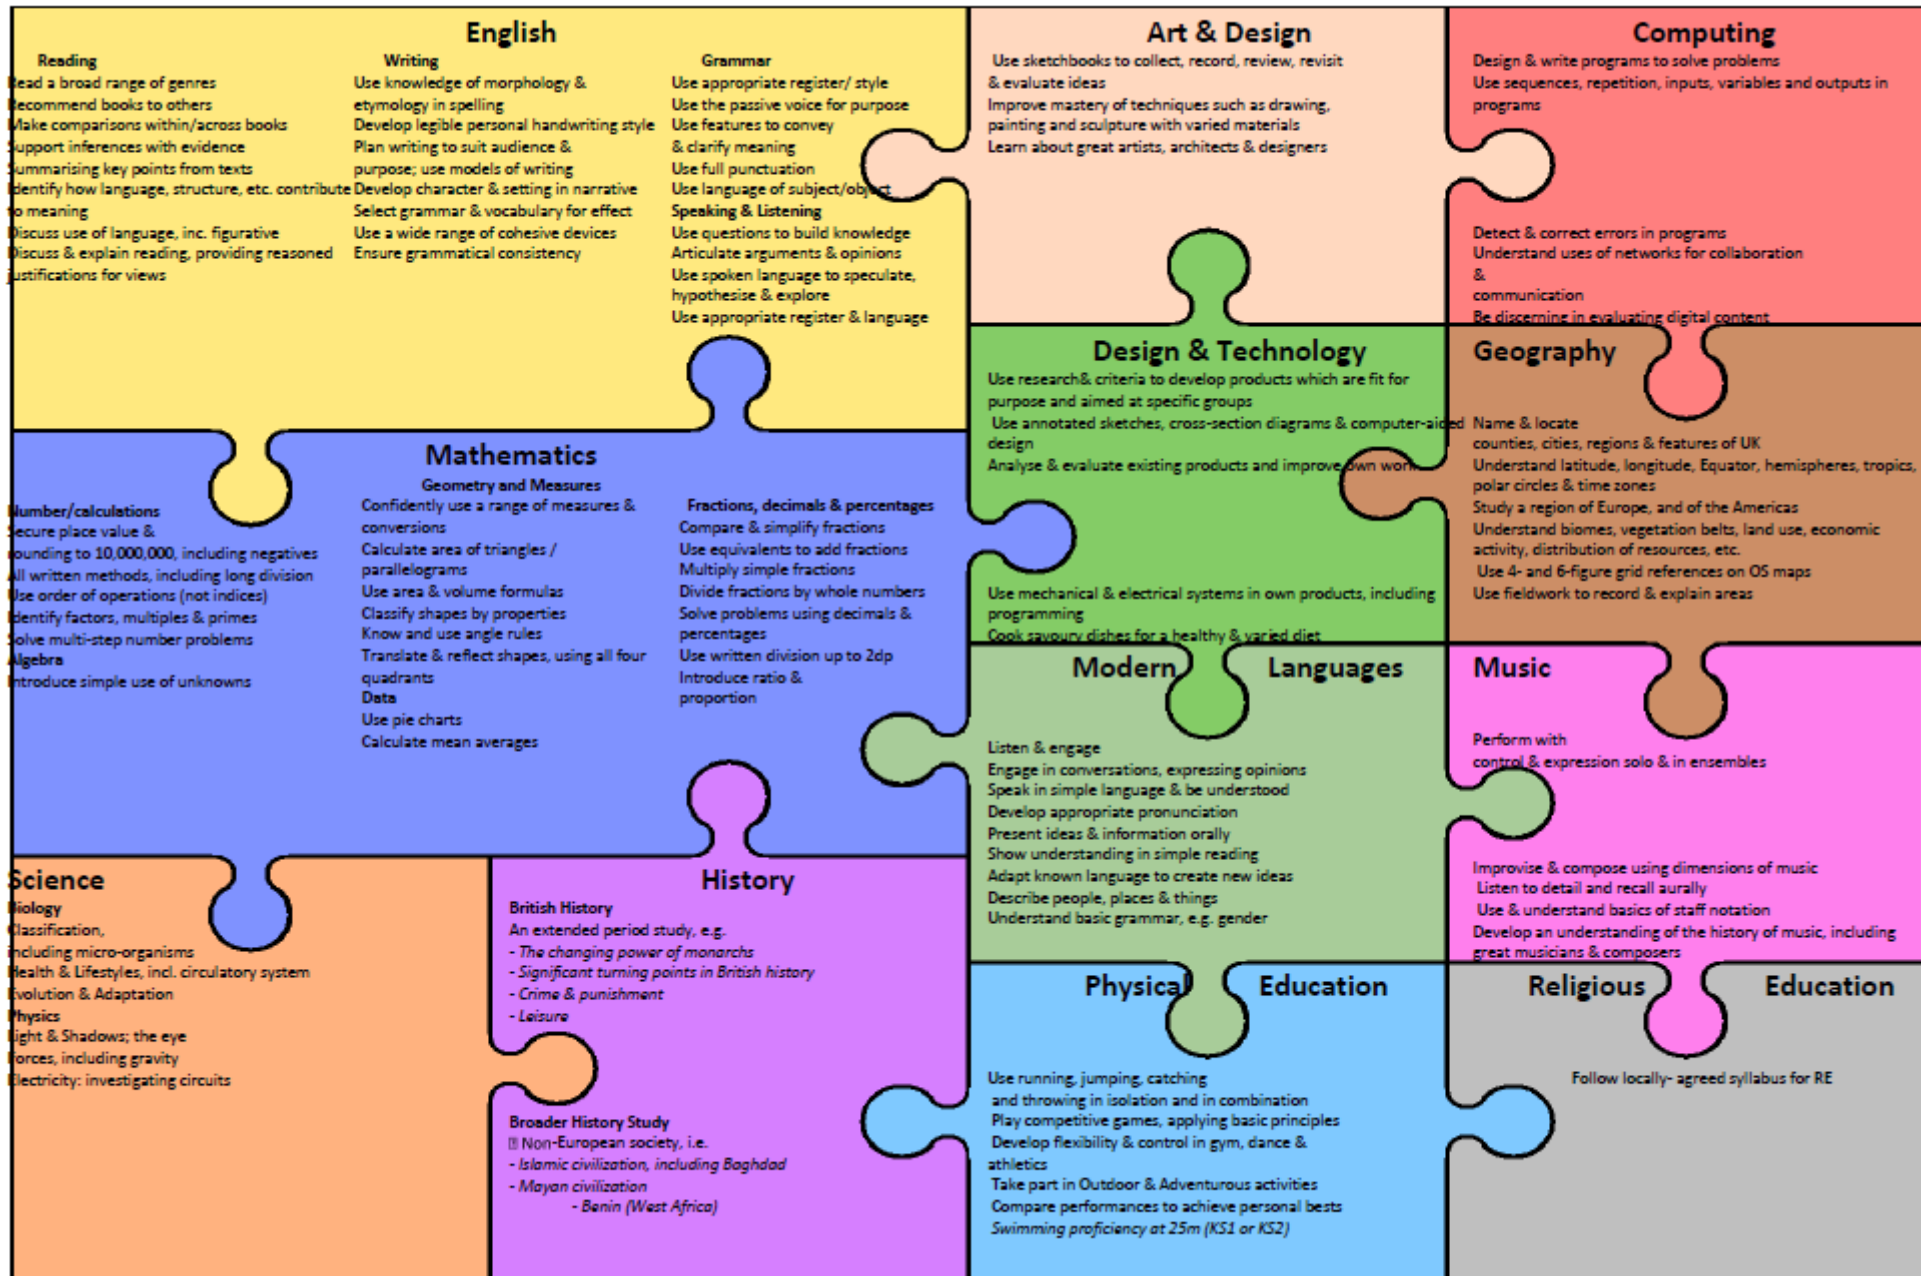 English
Reading
Read a broad range of genres
Recommend books to others
Make comparisons within/across books
Support inferences with evidence
Summarising key points from texts
Identify how language, structure, etc. contribute
to meaning
Discuss use of language, inc. figurative
Discuss & explain reading, providing reasoned
justifications for views
Writing
Use knowledge of morphology &
etymology in spelling
Develop legible personal handwriting style
Plan writing to suit audience &
purpose; use models of writing
Develop character & setting in narrative
Select grammar & vocabulary for effect
Use a wide range of cohesive devices
Ensure grammatical consistency
Grammar
Use appropriate register/ style
Use the passive voice for purpose
Use features to convey
& clarify meaning
Use full punctuation
Use language of subject/object
Speaking & Listening
Use questions to build knowledge
Articulate arguments & opinions
Use spoken language to speculate,
hypothesise & explore
Use appropriate register & language
Art & Design
Use sketchbooks to collect, record, review, revisit
& evaluate ideas
Improve mastery of techniques such as drawing,
painting and sculpture with varied materials
Learn about great artists, architects & designers
Computing
Design & write programs to solve problems
Use sequences, repetition, inputs, variables and outputs in
programs
Detect & correct errors in programs
Understand uses of networks for collaboration
&
communication
Be discerning in evaluating digital content
Design & Technology
Use research& criteria to develop products which are fit for
purpose and aimed at specific groups
Use annotated sketches, cross-section diagrams & computer-aided
design
Analyse & evaluate existing products and improve own work
Use mechanical & electrical systems in own products, including
programming
Cook savoury dishes for a healthy & varied diet
Geography
Name & locate
counties, cities, regions & features of UK
Understand latitude, longitude, Equator, hemispheres, tropics,
polar circles & time zones
Study a region of Europe, and of the Americas
Understand biomes, vegetation belts, land use, economic
activity, distribution of resources, etc.
Use 4- and 6-figure grid references on OS maps
Use fieldwork to record & explain areas
Mathematics
Number/calculations
Secure place value &
rounding to 10,000,000, including negatives
All written methods, including long division
Use order of operations (not indices)
Identify factors, multiples & primes
Solve multi-step number problems
Algebra
Introduce simple use of unknowns
Geometry and Measures
Confidently use a range of measures &
conversions
Calculate area of triangles /
parallelograms
Use area & volume formulas
Classify shapes by properties
Know and use angle rules
Translate & reflect shapes, using all four
quadrants
Data
Use pie charts
Calculate mean averages
Fractions, decimals & percentages
Compare & simplify fractions
Use equivalents to add fractions
Multiply simple fractions
Divide fractions by whole numbers
Solve problems using decimals &
percentages
Use written division up to 2dp
Introduce ratio &
proportion
Modern Languages
Listen & engage
Engage in conversations, expressing opinions
Speak in simple language & be understood
Develop appropriate pronunciation
Present ideas & information orally
Show understanding in simple reading
Adapt known language to create new ideas
Describe people, places & things
Understand basic grammar, e.g. gender
Music
Perform with
control & expression solo & in ensembles
Improvise & compose using dimensions of music
Listen to detail and recall aurally
Use & understand basics of staff notation
Develop an understanding of the history of music, including
great musicians & composers
Science
Biology
Classification,
including micro-organisms
Health & Lifestyles, incl. circulatory system
Evolution & Adaptation
Physics
Light & Shadows; the eye
Forces, including gravity
Electricity: investigating circuits
History
British History
An extended period study, e.g.
- The changing power of monarchs
- Significant turning points in British history
- Crime & punishment
- Leisure
Broader History Study
Non-European society, i.e.
- Islamic civilization, including Baghdad
- Mayan civilization
- Benin (West Africa)
Physical Education
Use running, jumping, catching
and throwing in isolation and in combination
Play competitive games, applying basic principles
Develop flexibility & control in gym, dance &
athletics
Take part in Outdoor & Adventurous activities
Compare performances to achieve personal bests
Swimming proficiency at 25m (KS1 or KS2)
Religious Education
Follow locally- agreed syllabus for RE